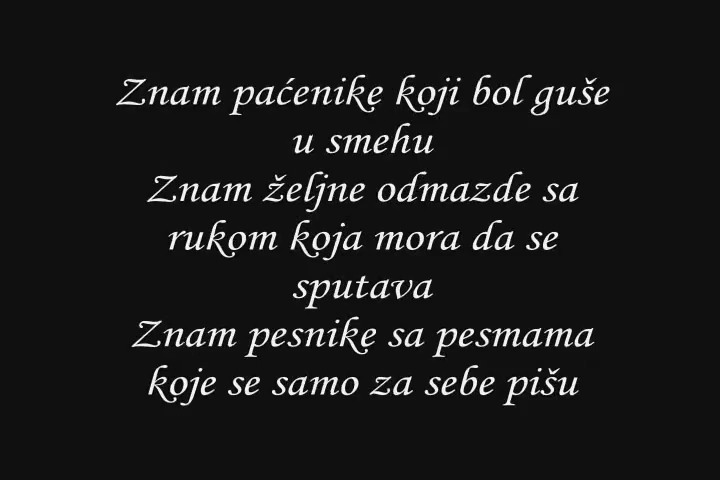 Znam paćenike koji bol guše
u smehu
Znam željne odmazde sa
rukom koja mora da se
sputava
Znam pesnike sa pesmama
koje se samo za sebe pišu